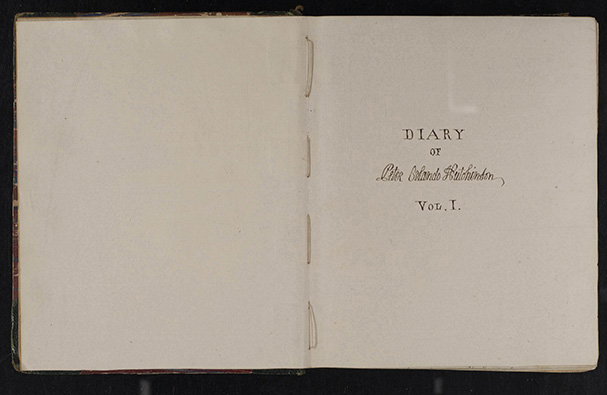 DIARY
OF
Peter Orlando Hutchinson
VOL. I.